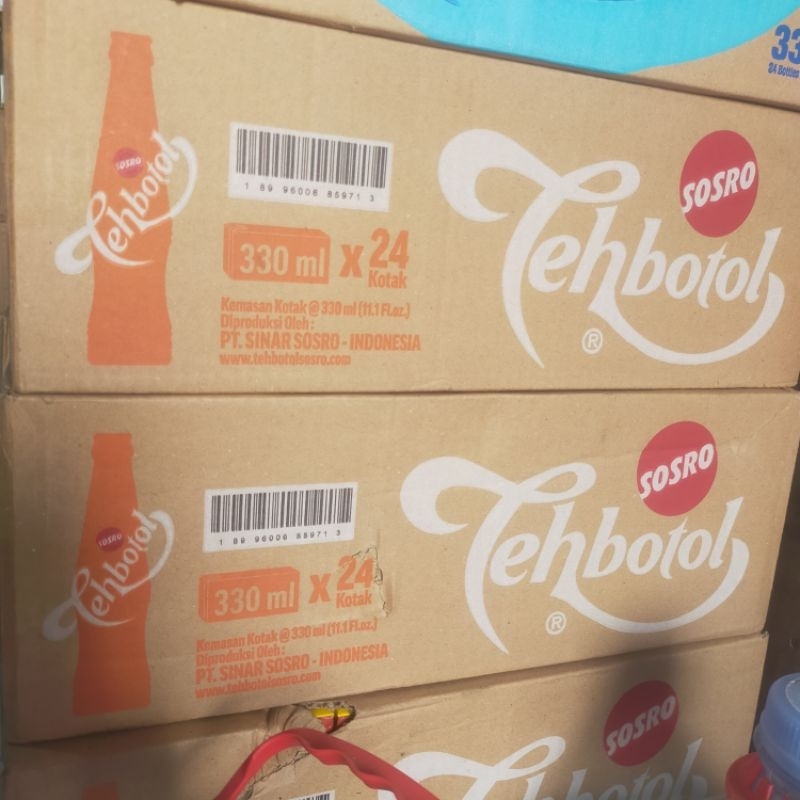 33
24 Bottles
SOSRO
Tehbotol
1 89 96006 85971 3
330 ml x 24
Kotak
Kemasan Kotak @ 330 ml (11.1 Fl.oz.)
Diproduksi Oleh :
PT. SINAR SOSRO - INDONESIA
www.tehbotolsosro.com
SOSRO
Tehbotol
®
SOSRO
Tehbotol
1 89 96006 85971 3
330 ml x 24
Kotak
Kemasan Kotak @ 330 ml (11.1 Fl.oz.)
Diproduksi Oleh :
PT. SINAR SOSRO - INDONESIA
www.tehbotolsosro.com
SOSRO
Tehbotol
®
SOSRO
Tehbotol